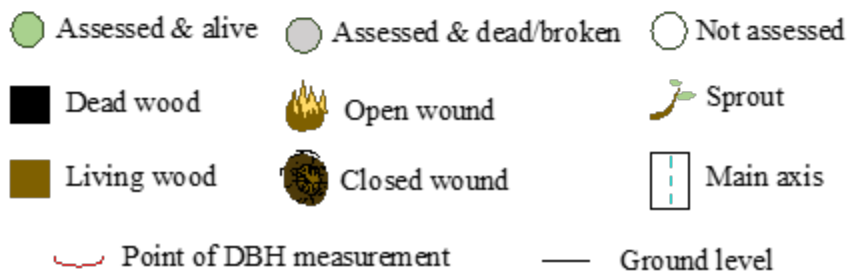 Assessed & alive Assessed & dead/broken Not assessed
Dead wood Open wound Sprout
Living wood Closed wound Main axis
Point of DBH measurement Ground level